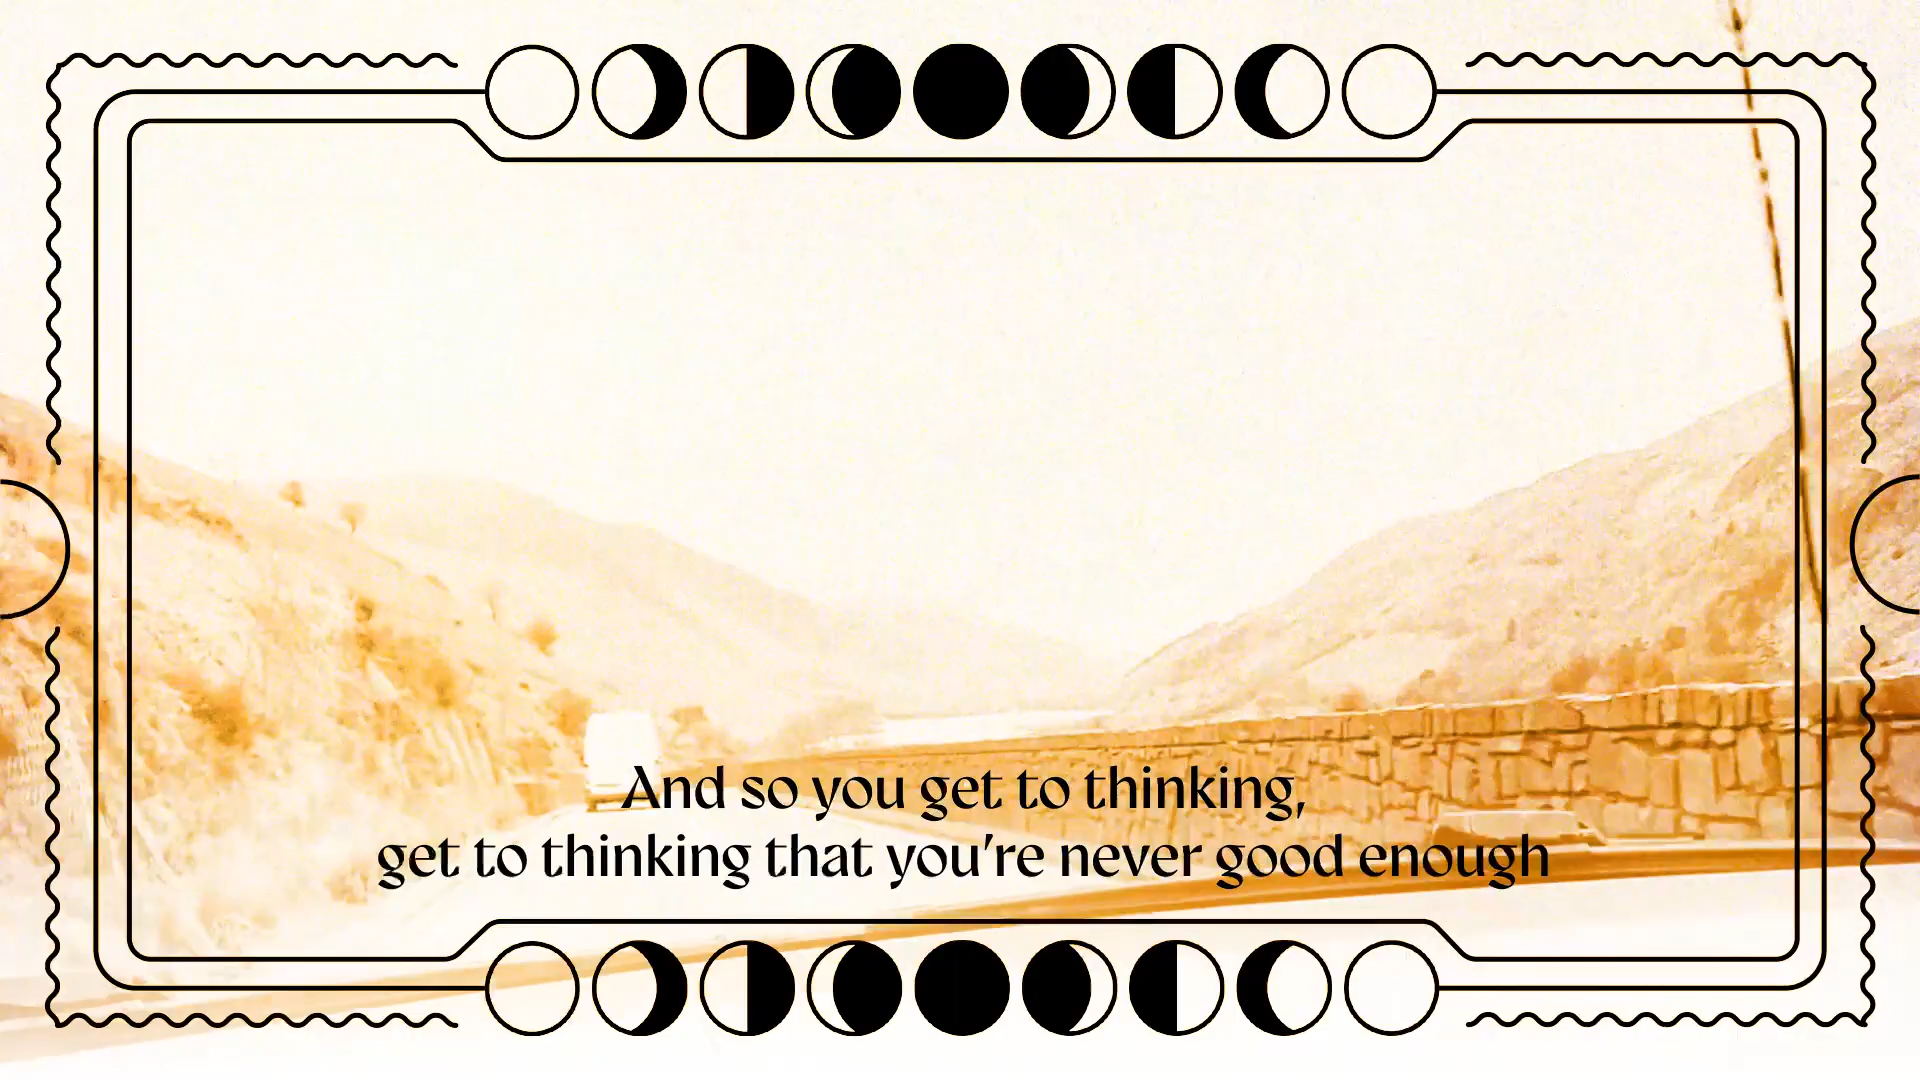 And so you get to thinking,
get to thinking that you're never good enough